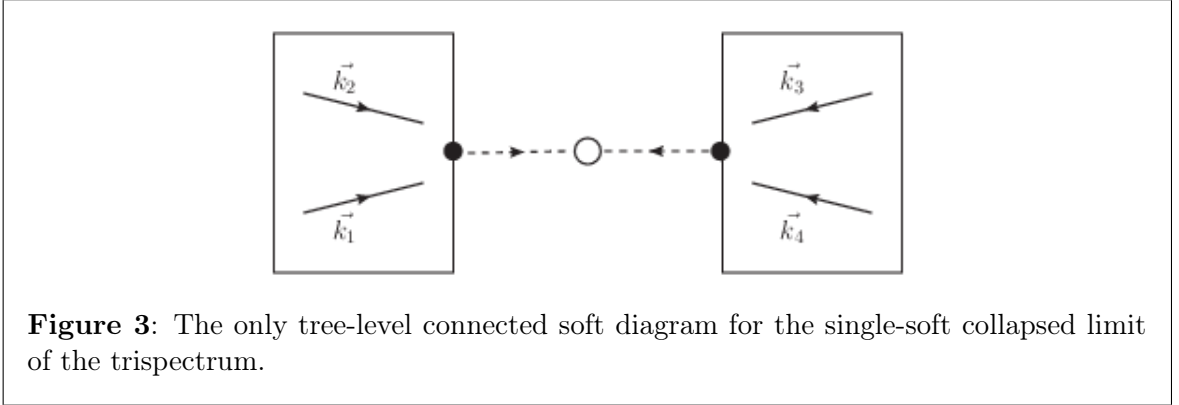 k⃗₂
k⃗₃
k⃗₁
k⃗₄
Figure 3: The only tree-level connected soft diagram for the single-soft collapsed limit
of the trispectrum.